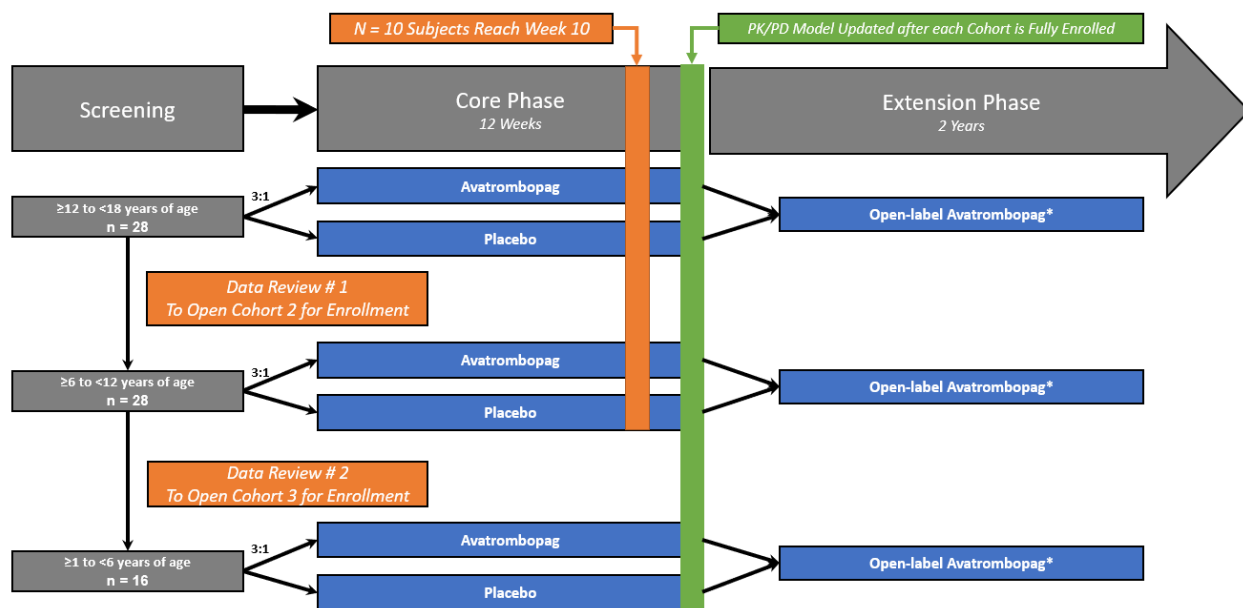 N = 10 Subjects Reach Week 10
PK/PD Model Updated after each Cohort is Fully Enrolled
Screening
Core Phase
12 Weeks
Extension Phase
2 Years
≥12 to <18 years of age
n = 28
3:1
Avatrombopag
Placebo
Open-label Avatrombopag*
Data Review # 1
To Open Cohort 2 for Enrollment
≥6 to <12 years of age
n = 28
3:1
Avatrombopag
Placebo
Open-label Avatrombopag*
Data Review # 2
To Open Cohort 3 for Enrollment
≥1 to <6 years of age
n = 16
3:1
Avatrombopag
Placebo
Open-label Avatrombopag*